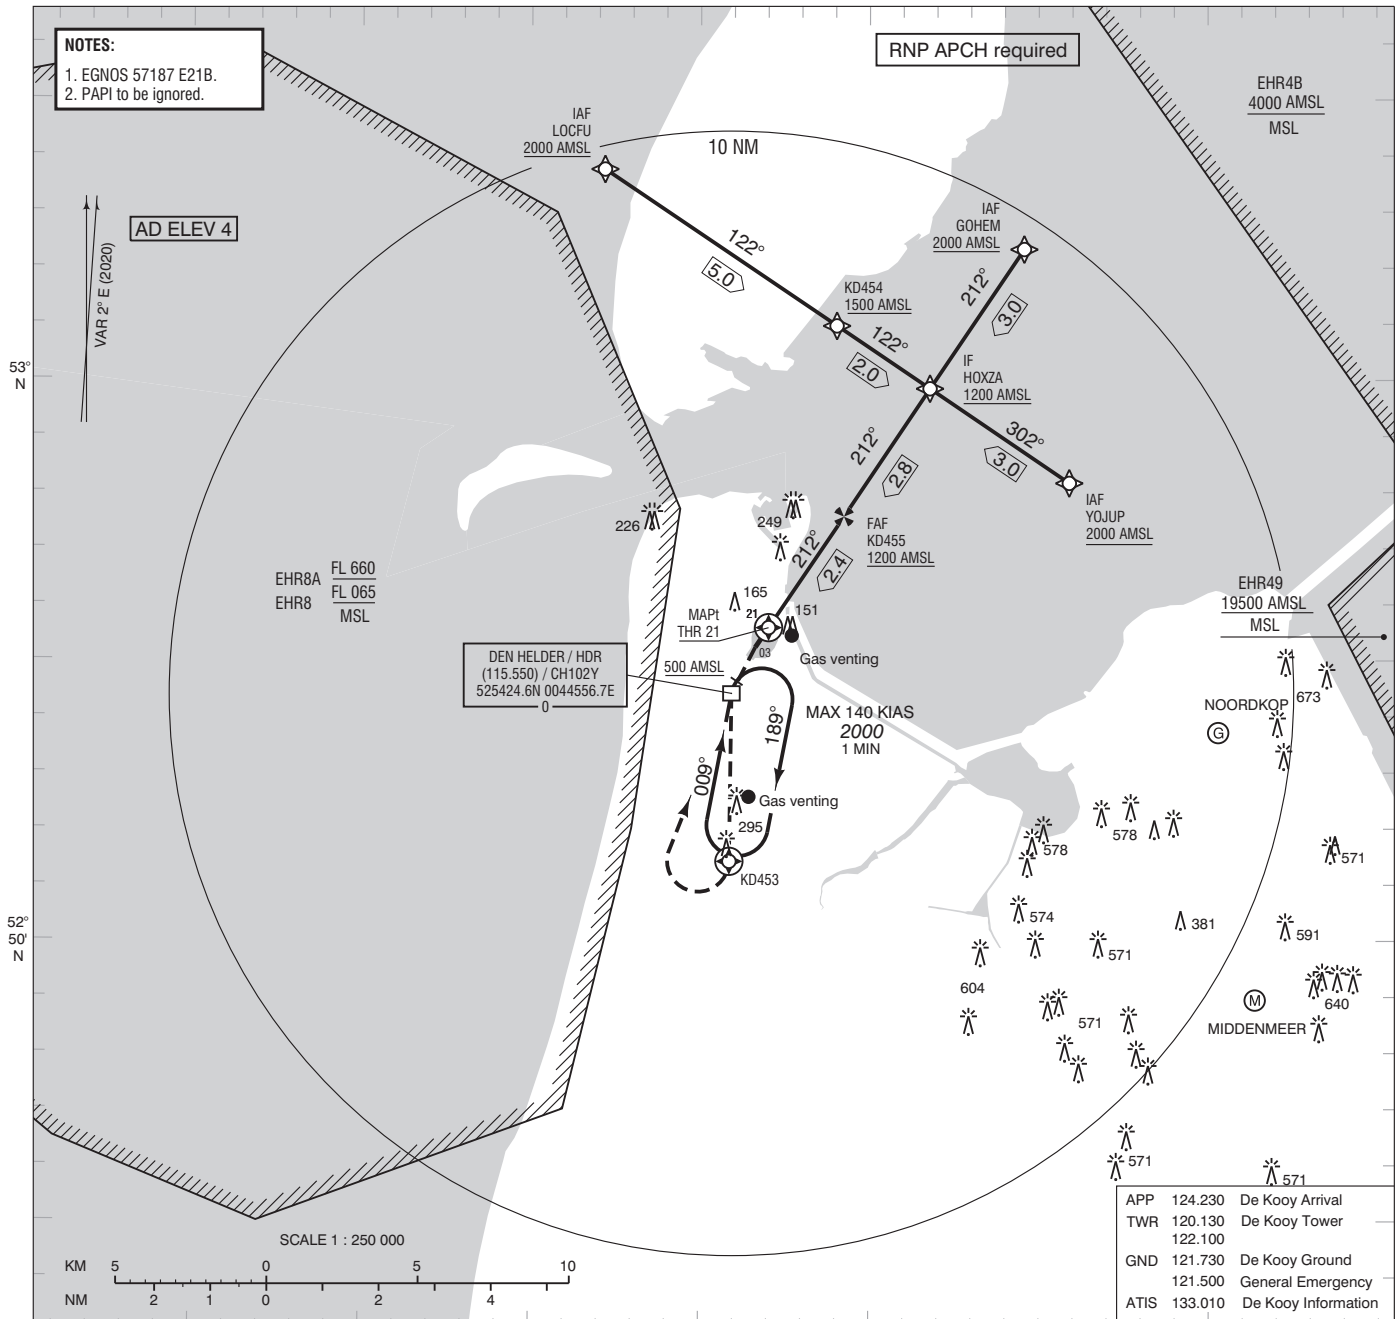 NOTES:
1. EGNOS 57187 E21B.
2. PAPI to be ignored.
RNP APCH required
EHR4B
4000 AMSL
MSL
IAF
LOCFU
2000 AMSL
10 NM
AD ELEV 4
VAR 2° E (2020)
IAF
GOHEM
2000 AMSL
122°
5.0
212°
3.0
KD454
1500 AMSL
122°
2.0
IF
HOXZA
1200 AMSL
53°
N
212°
2.8
302°
3.0
IAF
YOJUP
2000 AMSL
226
249
FAF
KD455
1200 AMSL
212°
2.4
EHR8A
FL 660
FL 065
EHR8
MSL
EHR49
19500 AMSL
MSL
165
MAPt
THR 21
21
151
03
Gas venting
DEN HELDER / HDR
(115.550) / CH102Y
525424.6N 0044556.7E
0
500 AMSL
673
NOORDKOP
G
189°
MAX 140 KIAS
2000
1 MIN
009°
Gas venting
295
578
578
571
KD453
574
381
591
52°
50'
N
571
604
571
M
640
MIDDENMEER
571
571
APP 124.230 De Kooy Arrival
TWR 120.130 De Kooy Tower
122.100
GND 121.730 De Kooy Ground
121.500 General Emergency
ATIS 133.010 De Kooy Information
SCALE 1 : 250 000
KM 5 0 5 10
NM 2 1 0 2 4